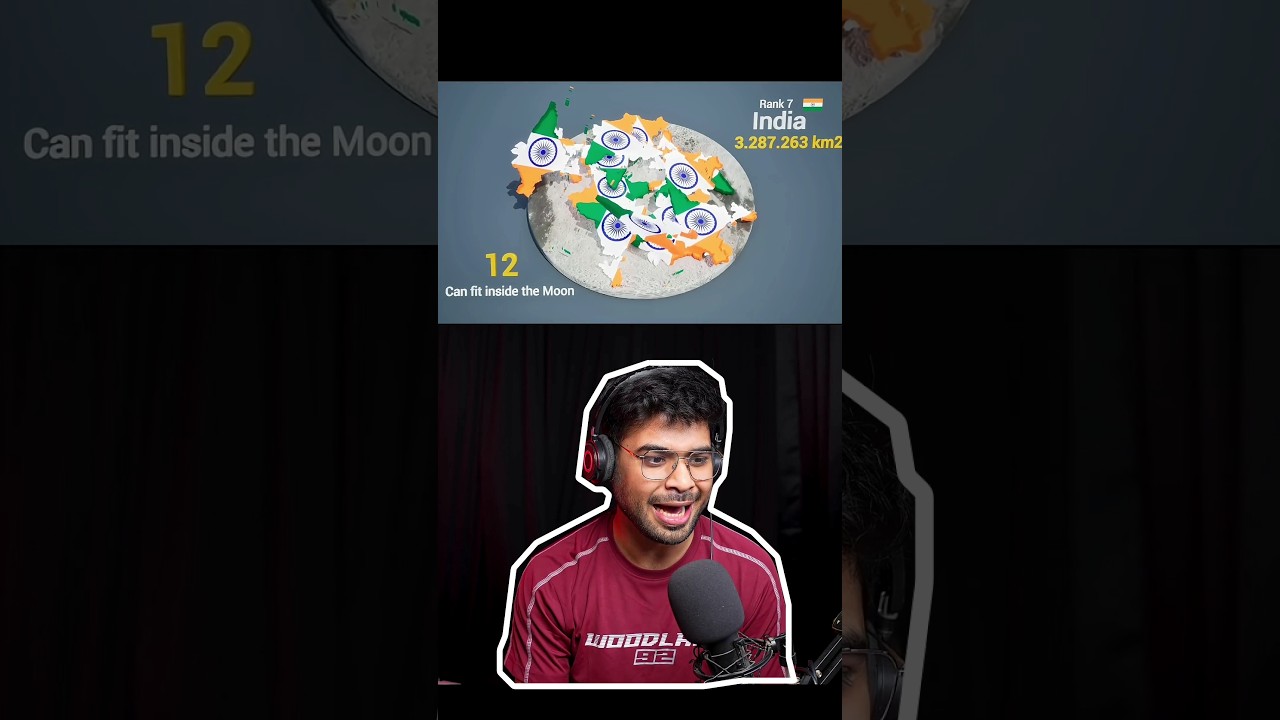 12
Can fit inside the Moon
Rank 7
India
3.287.263 km2
12
Can fit inside the Moon
92